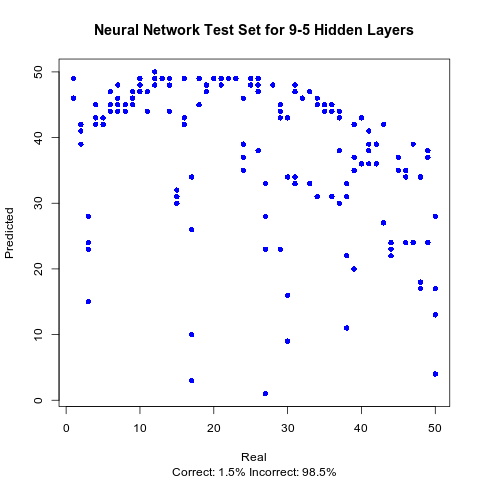 Neural Network Test Set for 9-5 Hidden Layers
Predicted
50
40
30
20
10
0
0 10 20 30 40 50
Real
Correct: 1.5% Incorrect: 98.5%